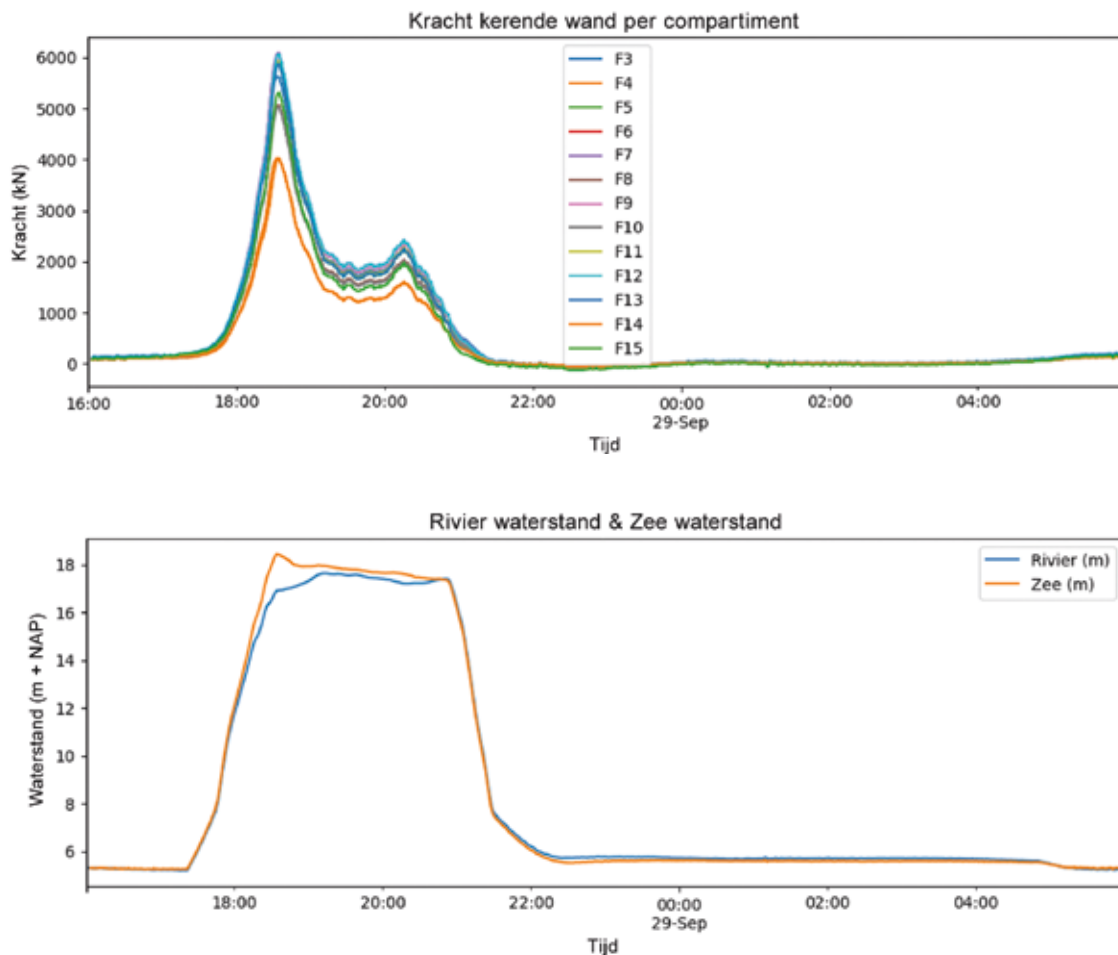 Kracht kerende wand per compartiment
Kracht (kN)
6000
5000
4000
3000
2000
1000
0
F3
F4
F5
F6
F7
F8
F9
F10
F11
F12
F13
F14
F15
16:00
18:00
20:00
22:00
00:00
02:00
04:00
29-Sep
Tijd
Rivier waterstand & Zee waterstand
Waterstand (m + NAP)
18
16
14
12
10
8
6
Rivier (m)
Zee (m)
18:00
20:00
22:00
00:00
02:00
04:00
29-Sep
Tijd